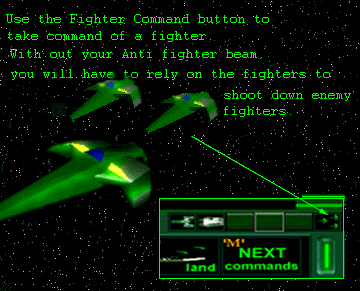 Use the Fighter Command button to
take command of a fighter.
With out your Anti fighter beam,
you will have to rely on the fighters to
shoot down enemy
fighters.
'M'
NEXT
land commands